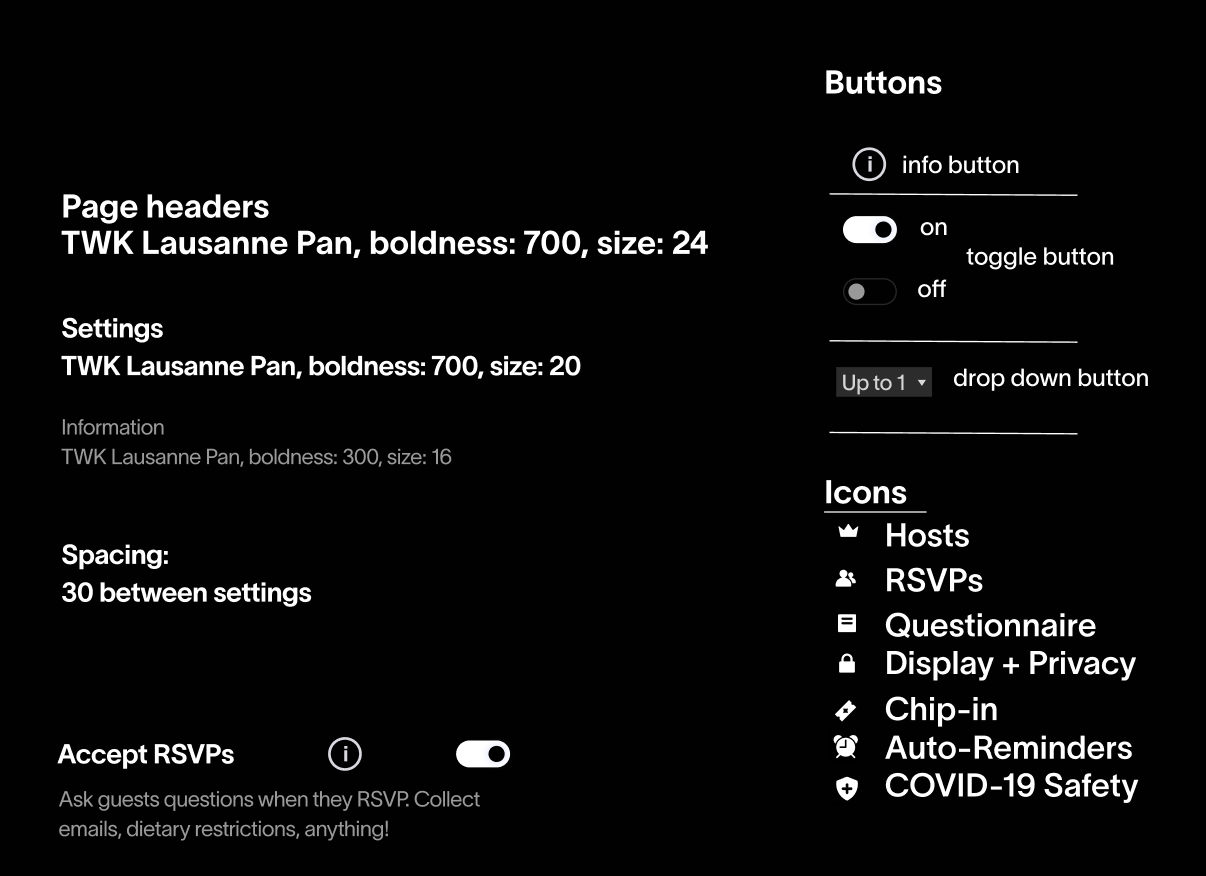 Page headers
TWK Lausanne Pan, boldness: 700, size: 24
Settings
TWK Lausanne Pan, boldness: 700, size: 20
Information
TWK Lausanne Pan, boldness: 300, size: 16
Spacing:
30 between settings
Accept RSVPs
i
Ask guests questions when they RSVP. Collect
emails, dietary restrictions, anything!
Buttons
i info button
on
toggle button
off
Up to 1 drop down button
Icons
Hosts
RSVPs
Questionnaire
Display + Privacy
Chip-in
Auto-Reminders
COVID-19 Safety